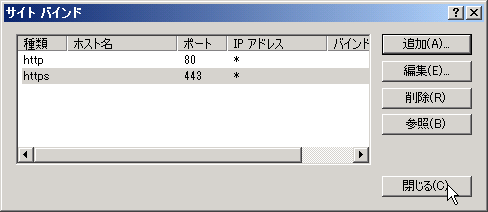 サイト バインド
種類 ホスト名 ポート IP アドレス バインド
http 80 *
https 443 *
追加(A)...
編集(E)...
削除(R)
参照(B)
閉じる(C)